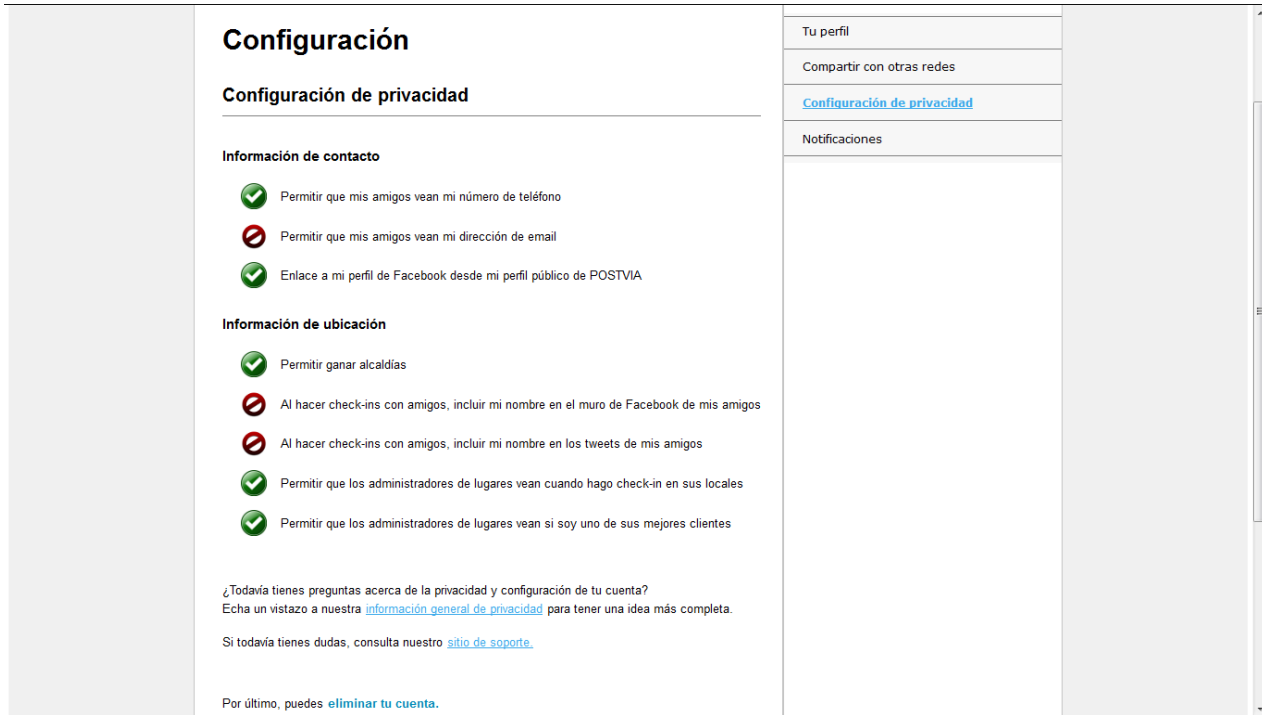 Configuración
Configuración de privacidad
Información de contacto
Permitir que mis amigos vean mi número de teléfono
Permitir que mis amigos vean mi dirección de email
Enlace a mi perfil de Facebook desde mi perfil público de POSTVIA
Información de ubicación
Permitir ganar alcaldías
Al hacer check-ins con amigos, incluir mi nombre en el muro de Facebook de mis amigos
Al hacer check-ins con amigos, incluir mi nombre en los tweets de mis amigos
Permitir que los administradores de lugares vean cuando hago check-in en sus locales
Permitir que los administradores de lugares vean si soy uno de sus mejores clientes
¿Todavía tienes preguntas acerca de la privacidad y configuración de tu cuenta?
Echa un vistazo a nuestra información general de privacidad para tener una idea más completa.
Si todavía tienes dudas, consulta nuestro sitio de soporte.
Por último, puedes eliminar tu cuenta.
Tu perfil
Compartir con otras redes
Configuración de privacidad
Notificaciones